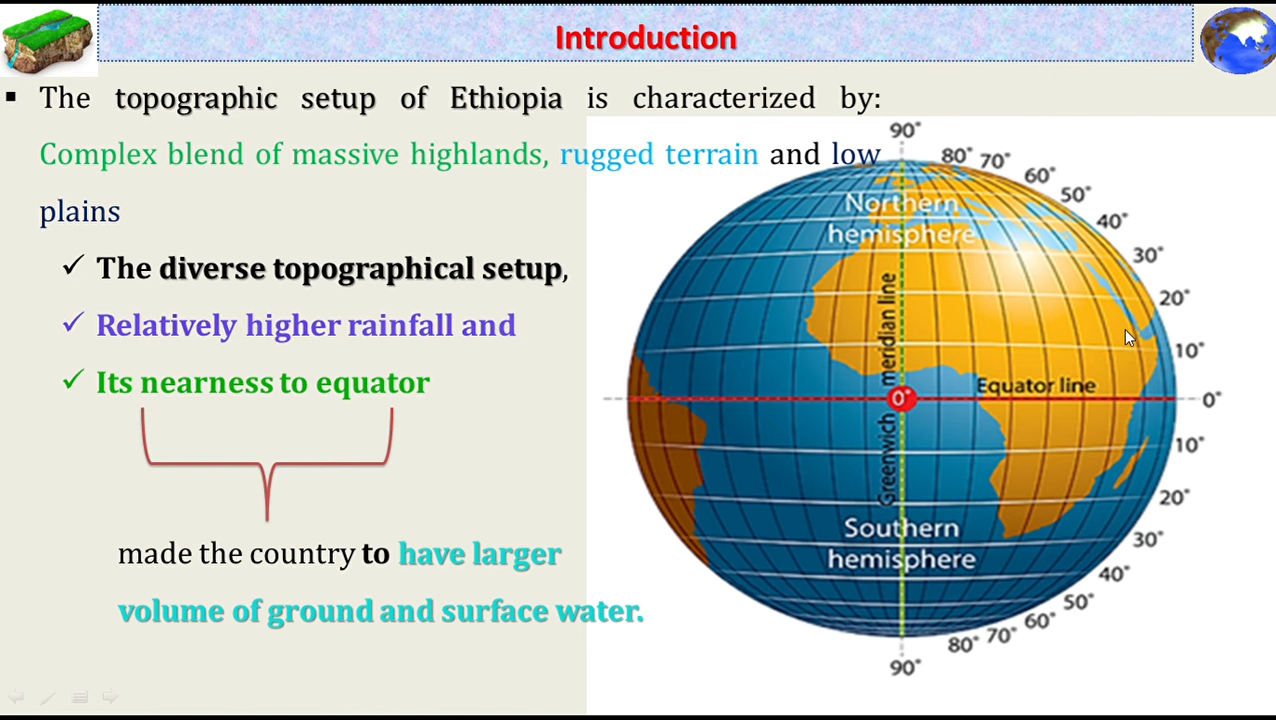 Introduction
▪ The topographic setup of Ethiopia is characterized by:
Complex blend of massive highlands, rugged terrain and low
plains
✓ The diverse topographical setup,
✓ Relatively higher rainfall and
✓ Its nearness to equator
made the country to have larger
volume of ground and surface water.
90°
80°
70°
60°
50°
40°
30°
20°
10°
0°
10°
20°
30°
40°
50°
60°
70°
80°
90°
Northern
hemisphere
Greenwich meridian line
Equator line
0°
Southern
hemisphere